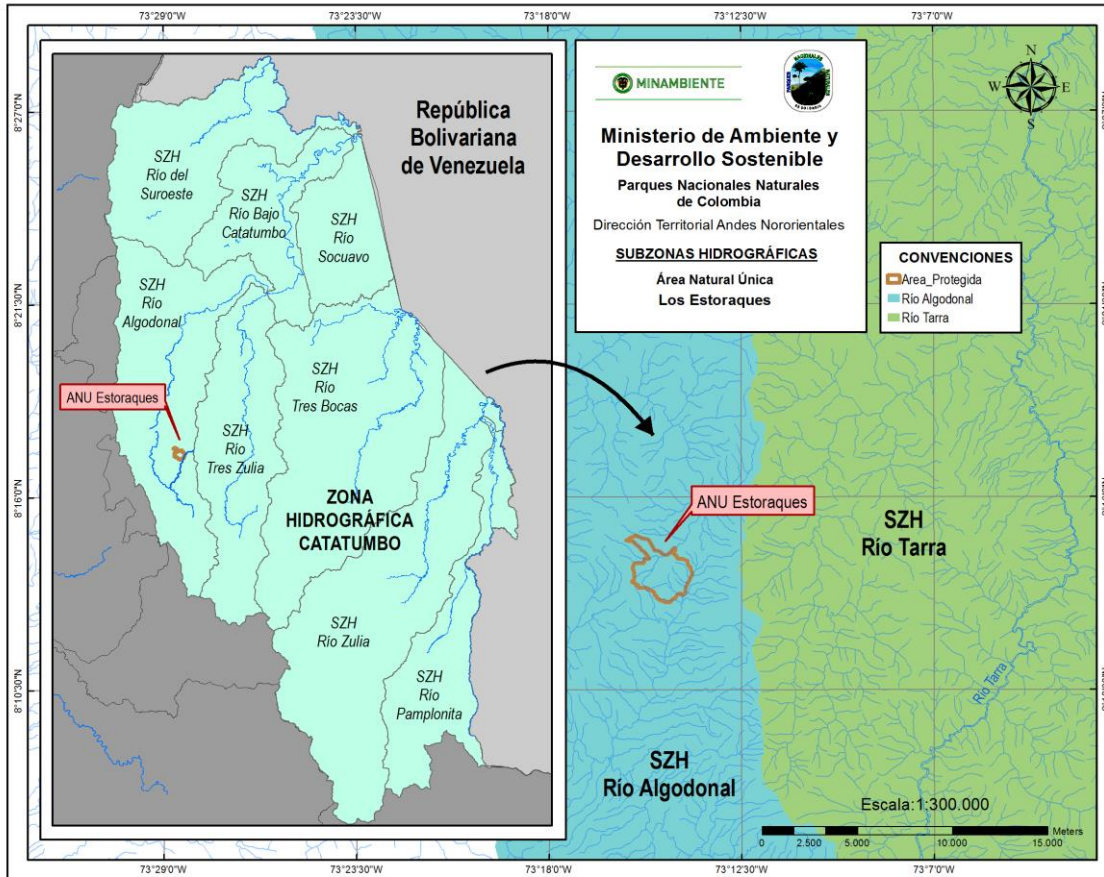 73°29'0"W 73°23'30"W 73°18'0"W 73°12'30"W 73°7'0"W
8°27'0"N
8°21'30"N
8°16'0"N
8°10'30"N
República
Bolivariana
de Venezuela
SZH
Río del
Suroeste
SZH
Río Bajo
Catatumbo
SZH
Río
Socuavo
SZH
Río
Algodonal
SZH
Río
Tres Bocas
ANU Estoraques
SZH
Río
Tres Zulia
ZONA
HIDROGRÁFICA
CATATUMBO
SZH
Río Zulia
SZH
Río
Pamplonita
MINAMBIENTE
Ministerio de Ambiente y
Desarrollo Sostenible
Parques Nacionales Naturales
de Colombia
Dirección Territorial Andes Nororientales
SUBZONAS HIDROGRÁFICAS
Área Natural Única
Los Estoraques
N
W E
S
CONVENCIONES
Area_Protegida
Río Algodonal
Río Tarra
ANU Estoraques
SZH
Río Tarra
Río Tarra
SZH
Río Algodonal
Escala:1:300.000
Meters
0 2.500 5.000 10.000 15.000
73°29'0"W 73°23'30"W 73°18'0"W 73°12'30"W 73°7'0"W